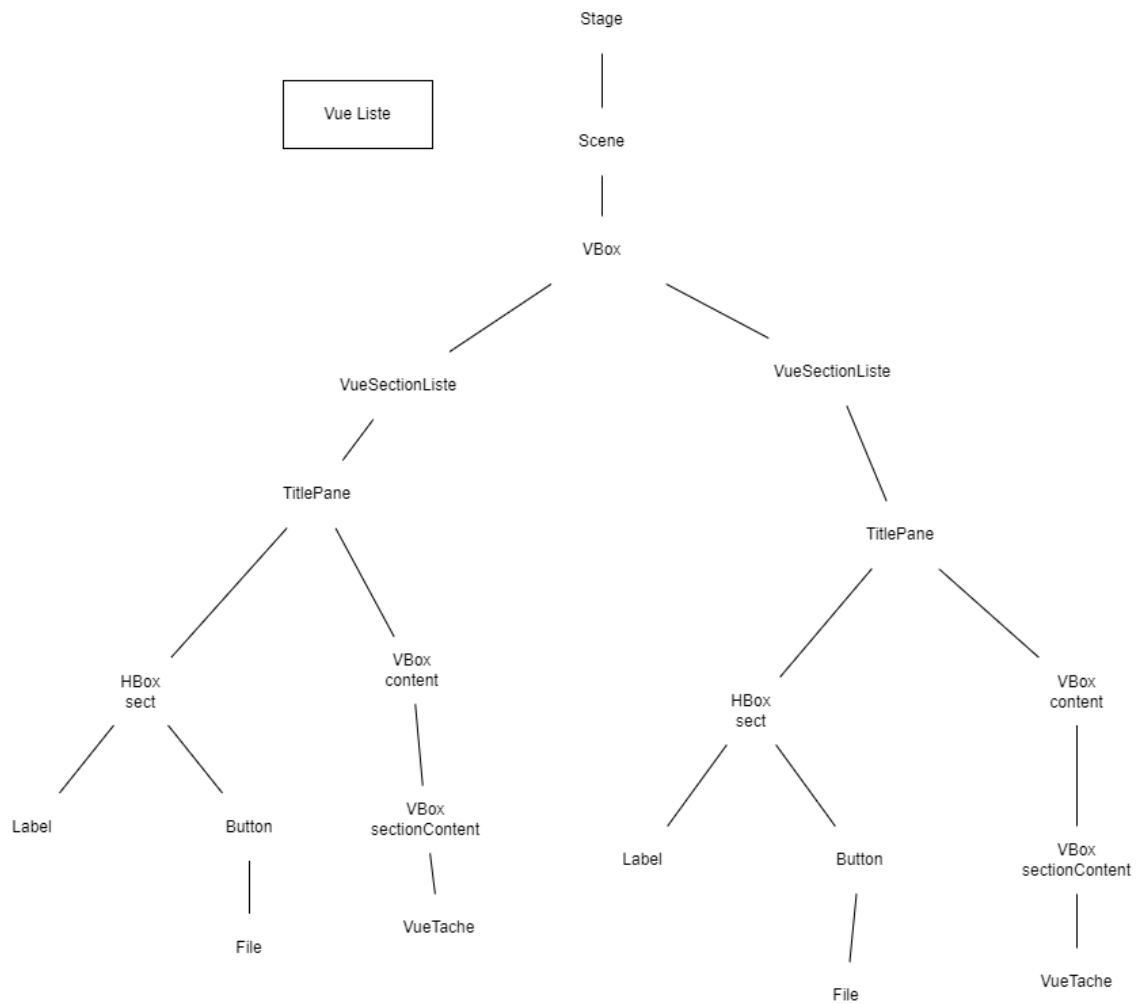 Stage
Vue Liste
Scene
VBox
VueSectionListe
VueSectionListe
TitlePane
TitlePane
HBox
sect
VBox
content
HBox
sect
VBox
content
Label
Button
VBox
sectionContent
Label
Button
VBox
sectionContent
File
VueTache
File
VueTache